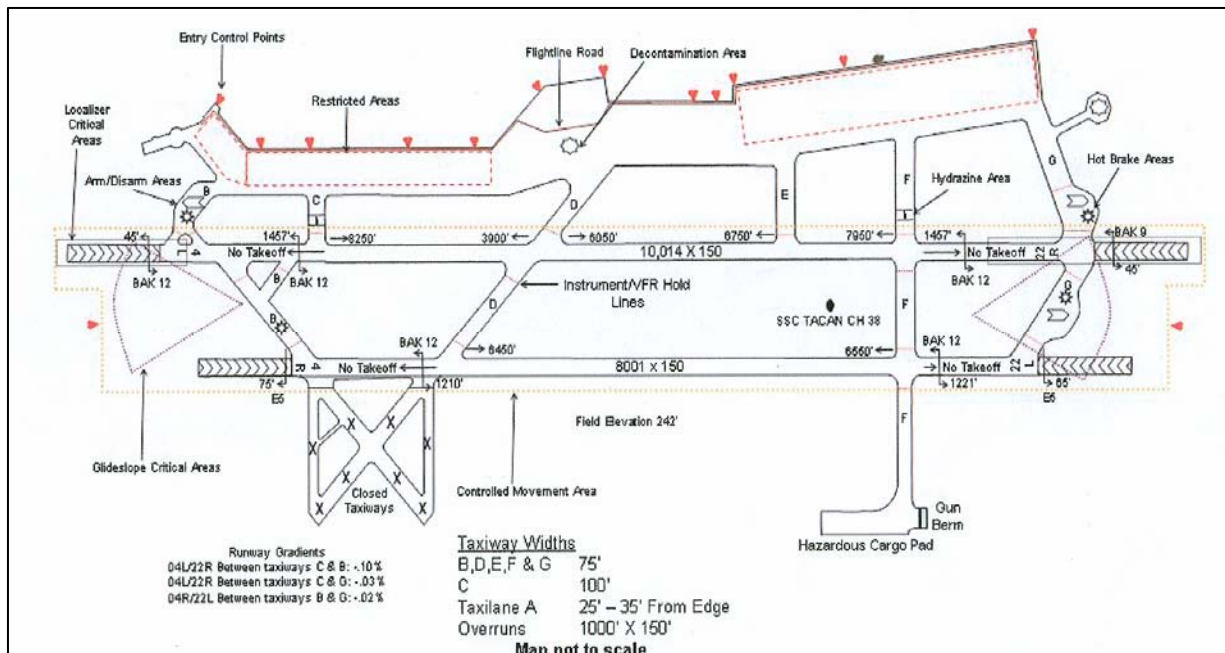 Entry Control Points
Flightline Road
Decontamination Area
Localizer
Critical
Areas
Restricted Areas
Arm/Disarm Areas
B
C
D
E
F
G
Hydrazine Area
Hot Brake Areas
45'
1457'
8250'
3900'
6050'
6750'
7950'
1457'
BAK 9
4
L
No Takeoff
10,014 X 150
No Takeoff
22
R
45'
BAK 12
BAK 12
BAK 12
B
Instrument/VFR Hold
Lines
D
F
G
SSC TACAN CH 38
B
BAK 12
6450'
6550'
BAK 12
R
4
No Takeoff
8001 X 150
No Takeoff
22
L
75'
1210'
1221'
65'
E5
E5
Field Elevation 242'
F
Glideslope Critical Areas
X
X
X
X
X
X
X
X
Closed
Taxiways
Controlled Movement Area
Gun
Berm
Hazardous Cargo Pad
Runway Gradients
04L/22R Between taxiways C & B: -.10%
04L/22R Between taxiways C & G: -.03%
04R/22L Between taxiways B & G: -.02%
Taxiway Widths
B,D,E,F & G 75'
C 100'
Taxilane A 25' – 35' From Edge
Overruns 1000' X 150'
Map not to scale